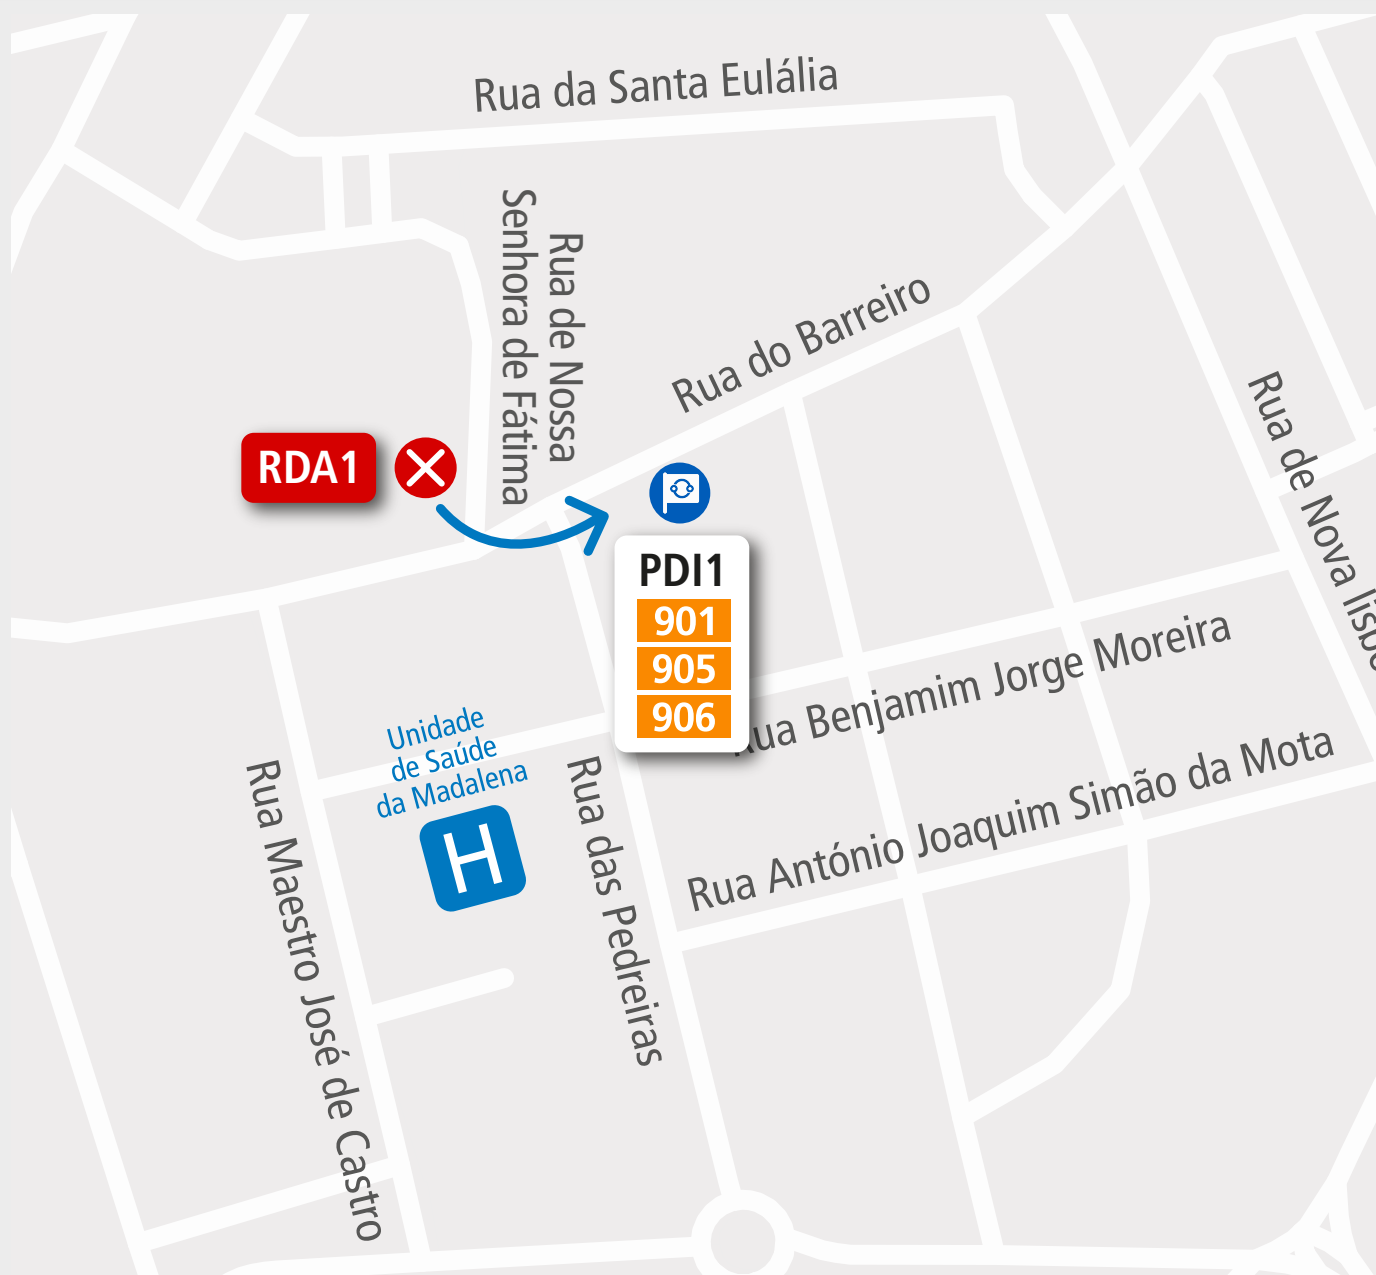 Rua da Santa Eulália
Rua de Nossa
Senhora de Fátima
Rua do Barreiro
RDA1
PDI1
901
905
906
Rua de Nova lisbo
Rua Benjamim Jorge Moreira
Unidade
de Saúde
da Madalena
H
Rua António Joaquim Simão da Mota
Rua das Pedreiras
Rua Maestro José de Castro